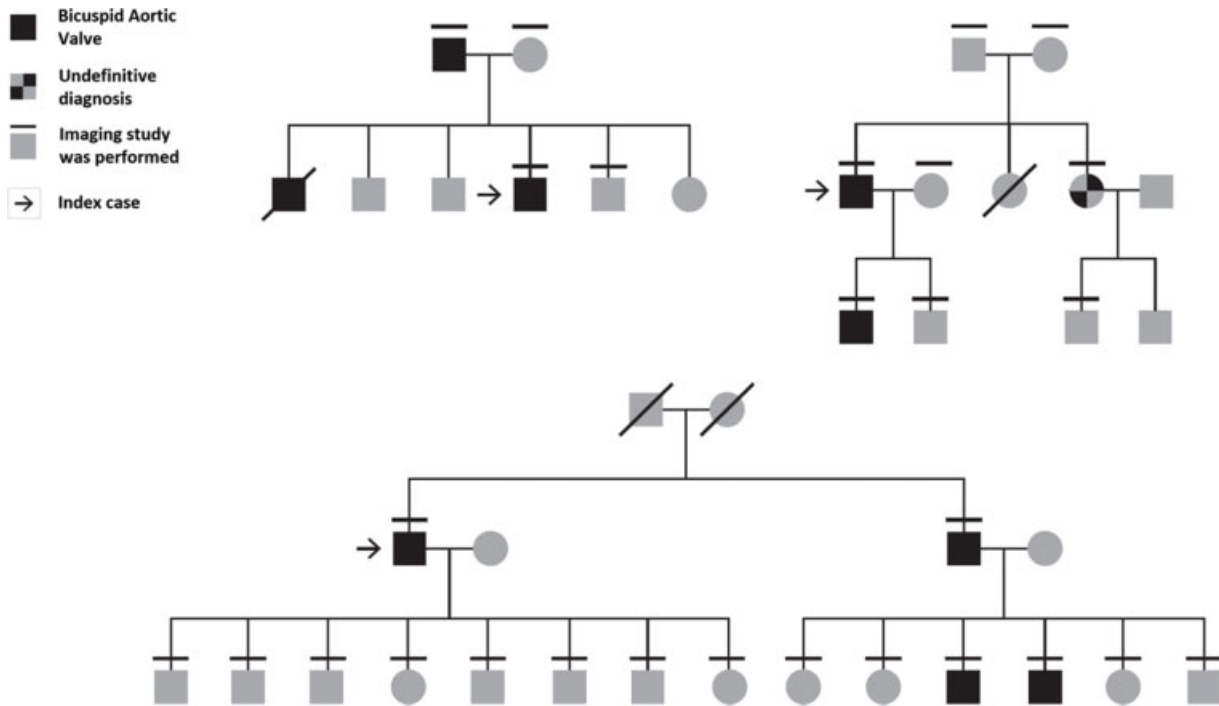 Bicuspid Aortic
Valve
Undefinitive
diagnosis
Imaging study
was performed
Index case